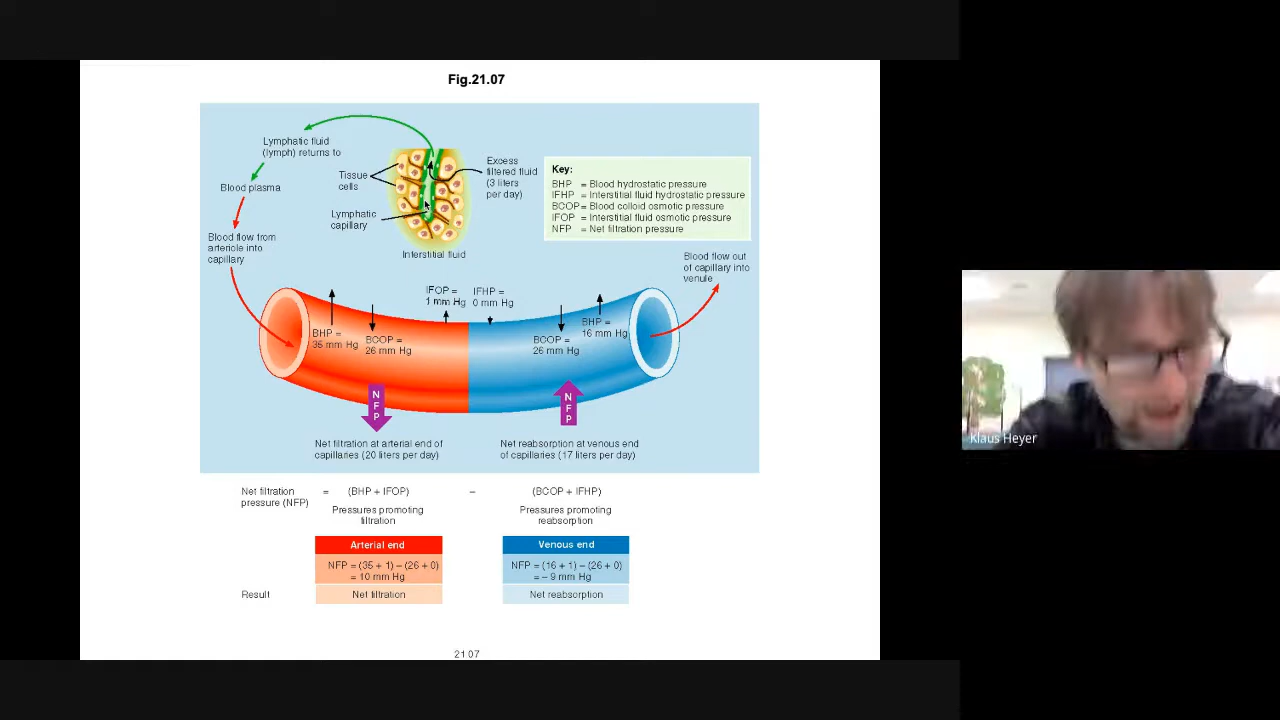 Fig.21.07
Lymphatic fluid
(lymph) returns to
Blood plasma
Blood flow from
arteriole into
capillary
Tissue
cells
Lymphatic
capillary
Excess
filtered fluid
(3 liters
per day)
Interstitial fluid
Key:
BHP = Blood hydrostatic pressure
IFHP = Interstitial fluid hydrostatic pressure
BCOP = Blood colloid osmotic pressure
IFOP = Interstitial fluid osmotic pressure
NFP = Net filtration pressure
Blood flow out
of capillary into
venule
BHP =
35 mm Hg
BCOP =
26 mm Hg
IFOP =
1 mm Hg
IFHP =
0 mm Hg
BCOP =
26 mm Hg
BHP =
16 mm Hg
NFP
NFP
Net filtration at arterial end of
capillaries (20 liters per day)
Net reabsorption at venous end
of capillaries (17 liters per day)
Net filtration
pressure (NFP)
= (BHP + IFOP) – (BCOP + IFHP)
Pressures promoting
filtration
Pressures promoting
reabsorption
Arterial end
NFP = (35 + 1) – (26 + 0)
= 10 mm Hg
Venous end
NFP = (16 + 1) – (26 + 0)
= – 9 mm Hg
Result
Net filtration
Net reabsorption
21 07
Klaus Heyer